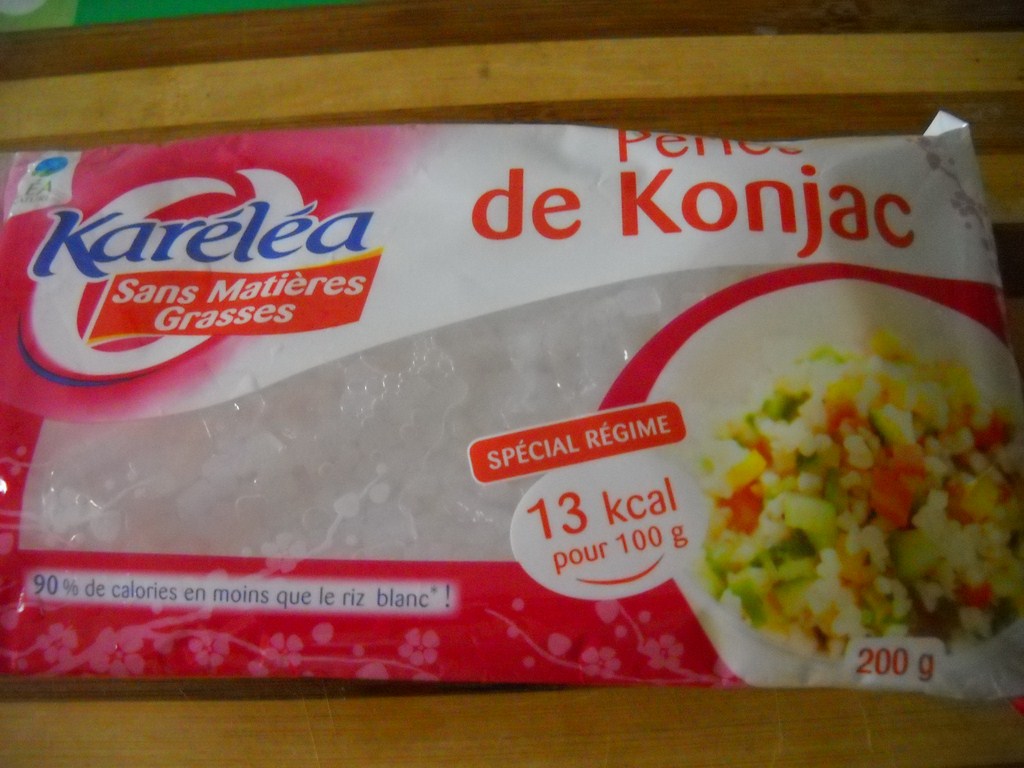 ÉA
Karéléa
Sans Matières
Grasses
de Konjac
SPÉCIAL RÉGIME
13 kcal
pour 100 g
90 % de calories en moins que le riz blanc* !
200 g